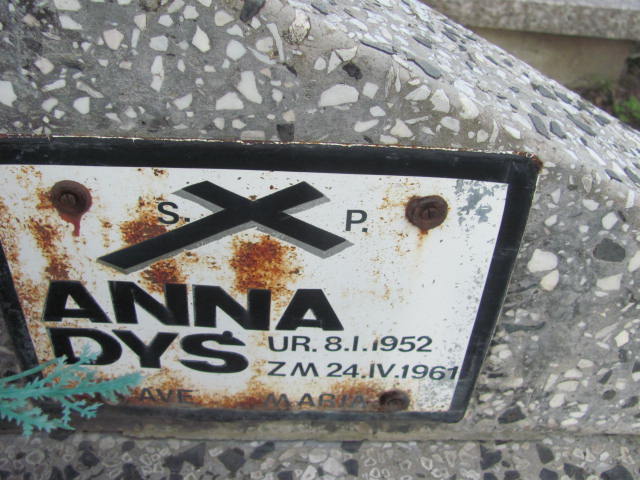 S. P.
ANNA
DYŚ
UR. 8.I.1952
ZM 24.IV.1961
AVE MARIA